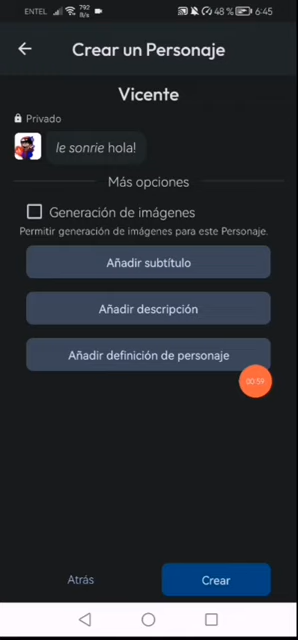 ENTEL 792 B/s 48 % 6:45
Crear un Personaje
Vicente
Privado
le sonrie hola!
Más opciones
Generación de imágenes
Permitir generación de imágenes para este Personaje.
Añadir subtítulo
Añadir descripción
Añadir definición de personaje
00:59
Atrás
Crear